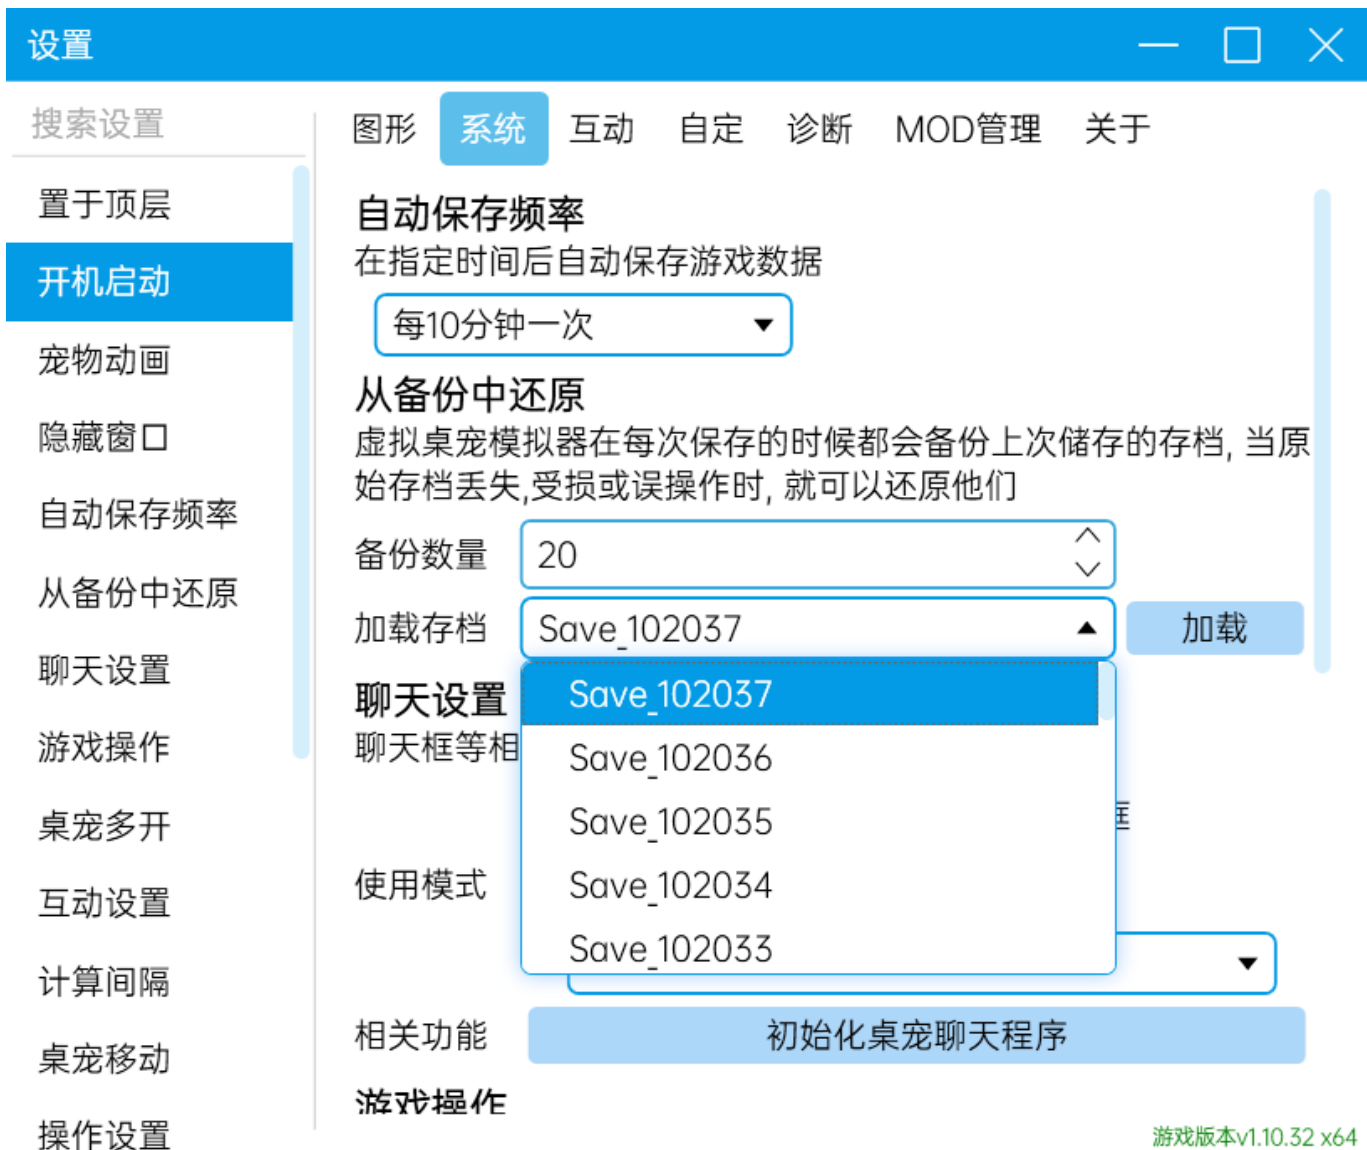 设置
搜索设置
置于顶层
开机启动
宠物动画
隐藏窗口
自动保存频率
从备份中还原
聊天设置
游戏操作
桌宠多开
互动设置
计算间隔
桌宠移动
操作设置
图形 系统 互动 自定 诊断 MOD管理 关于
自动保存频率
在指定时间后自动保存游戏数据
每10分钟一次
从备份中还原
虚拟桌宠模拟器在每次保存的时候都会备份上次储存的存档, 当原
始存档丢失,受损或误操作时, 就可以还原他们
备份数量 20
加载存档 Save_102037 加载
Save_102037
Save_102036
Save_102035
Save_102034
Save_102033
聊天设置
聊天框等相
框
使用模式
相关功能 初始化桌宠聊天程序
游戏操作
游戏版本v1.10.32 x64